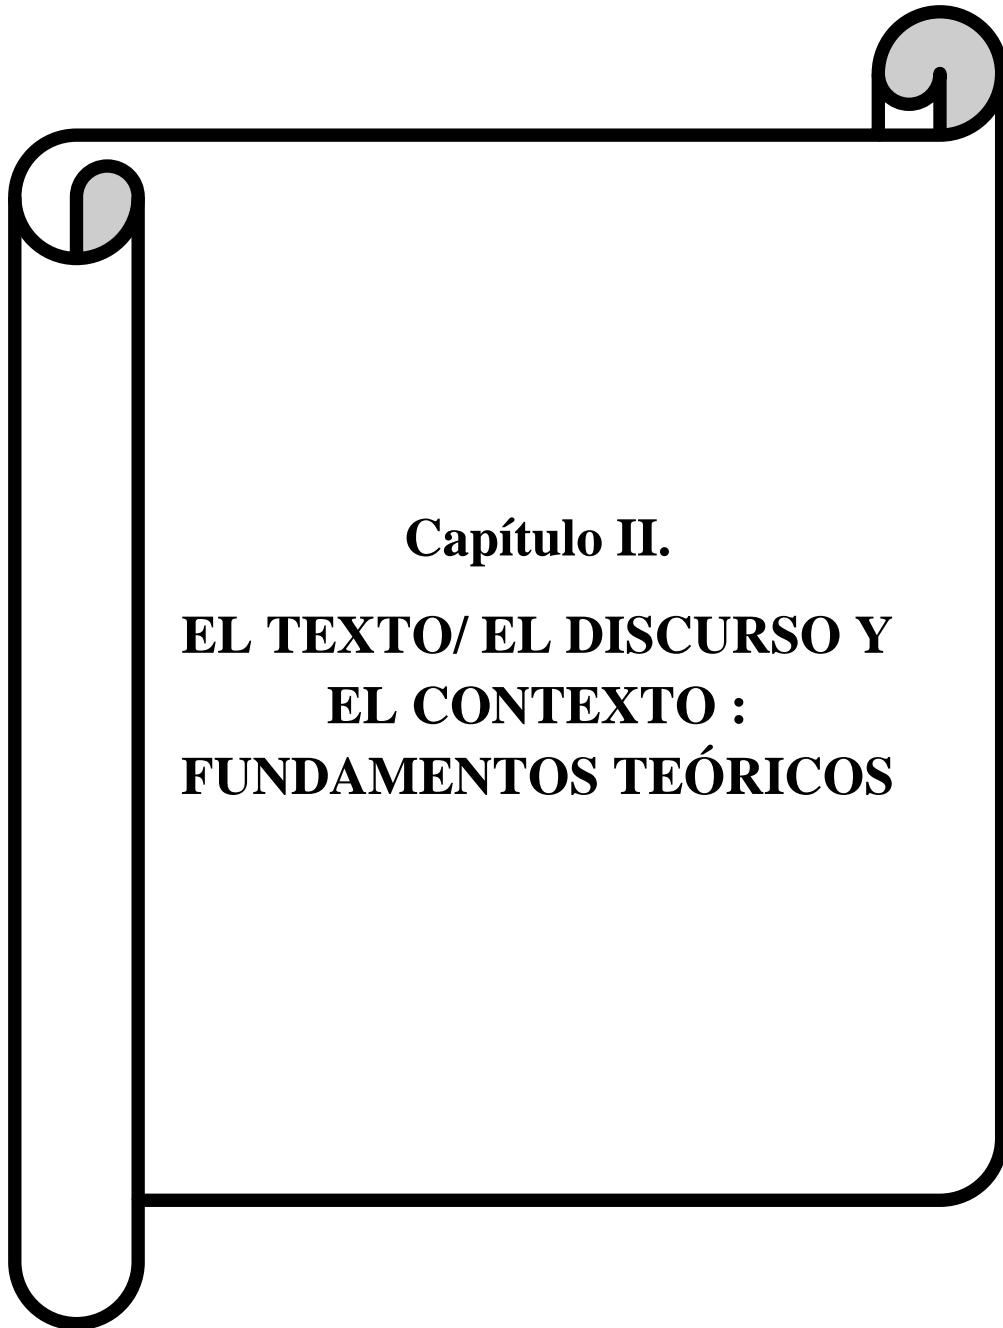 Capítulo II.
EL TEXTO/ EL DISCURSO Y
EL CONTEXTO :
FUNDAMENTOS TEÓRICOS